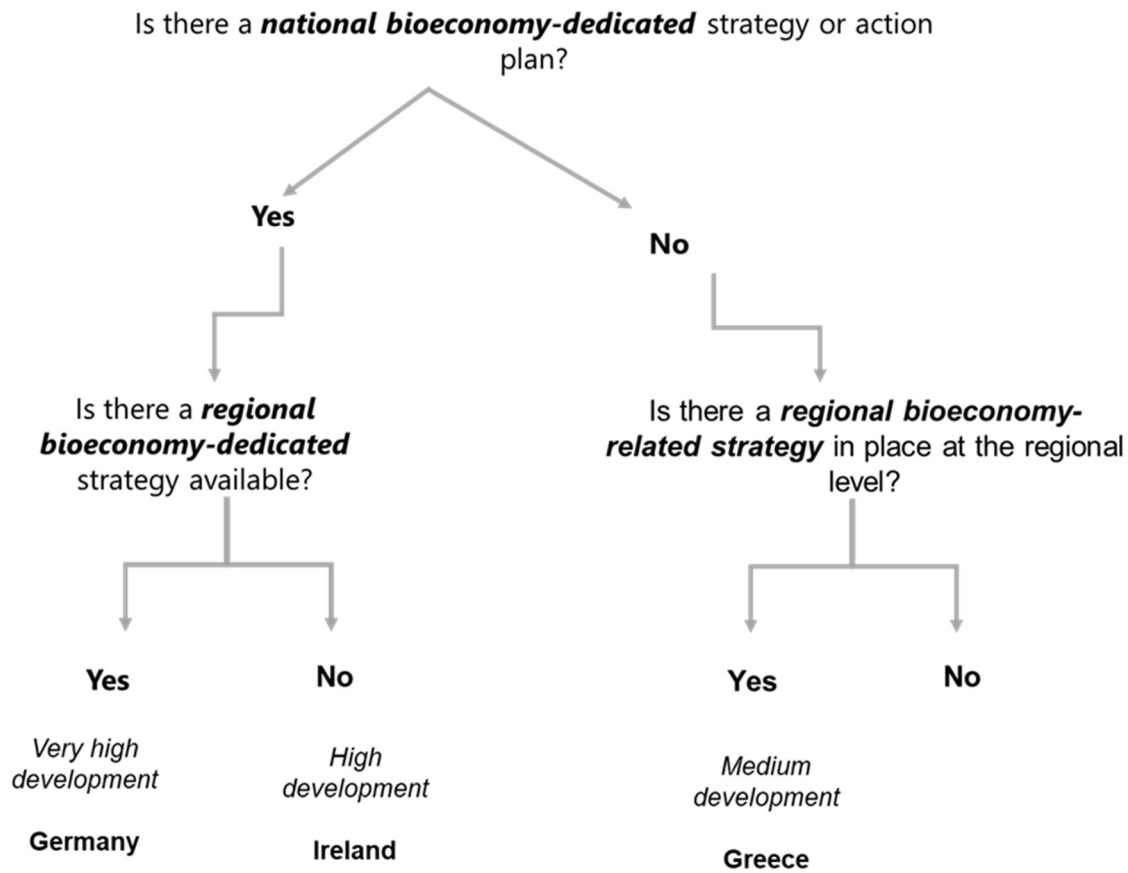 Is there a national bioeconomy-dedicated strategy or action
plan?
Yes
No
Is there a regional
bioeconomy-dedicated
strategy available?
Is there a regional bioeconomy-
related strategy in place at the regional
level?
Yes
No
Yes
No
Very high
development
High
development
Medium
development
Germany
Ireland
Greece